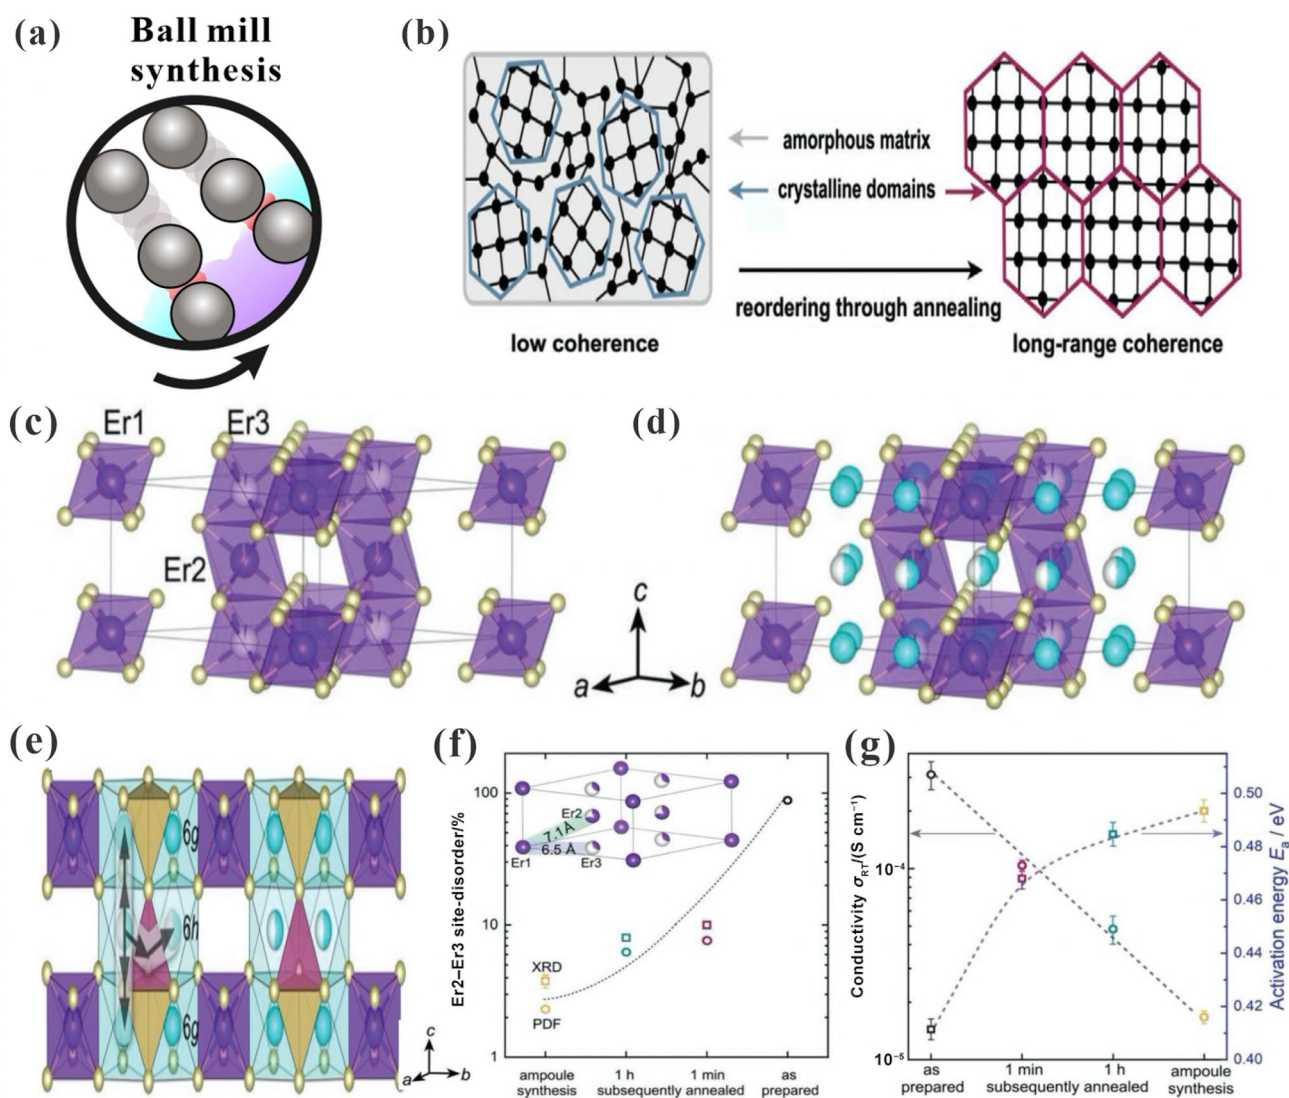 (a)
Ball mill
synthesis
(b)
amorphous matrix
crystalline domains
reordering through annealing
low coherence
long-range coherence
(c)
Er1
Er3
Er2
(d)
c
a
b
(e)
6g
6h
6g
c
a
b
(f)
Er2–Er3 site-disorder/%
100
10
1
Er2
7.1Å
6.5 Å
Er1
Er3
XRD
PDF
ampoule
synthesis
1 h
1 min
subsequently annealed
as
prepared
(g)
Conductivity σRT/(S cm⁻¹)
10⁻⁴
10⁻⁵
0.50
0.48
0.46
0.44
0.42
0.40
Activation energy Ea / eV
as
prepared
1 min
1 h
subsequently annealed
ampoule
synthesis